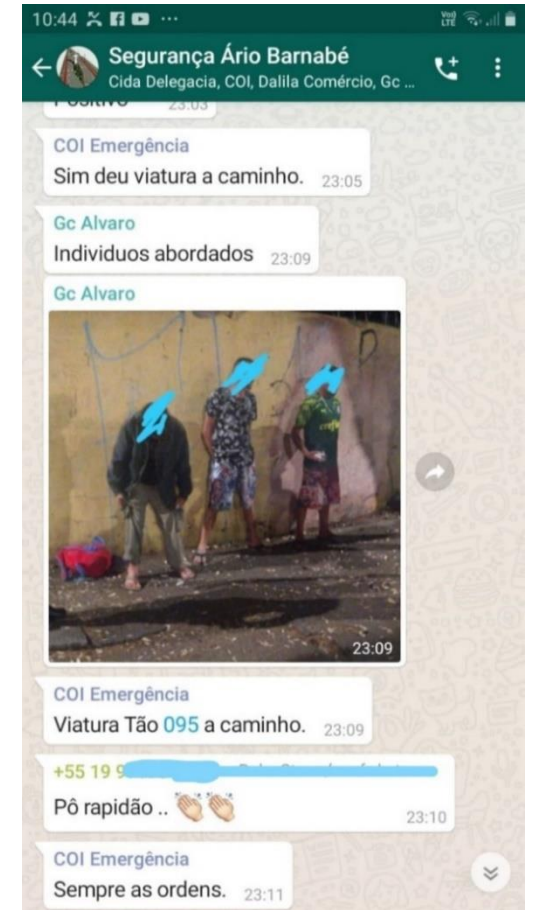 10:44
Segurança Ário Barnabé
Cida Delegacia, COI, Dalila Comércio, Gc ...
Positivo 23:03
COI Emergência
Sim deu viatura a caminho. 23:05
Gc Alvaro
Individuos abordados 23:09
Gc Alvaro
23:09
COI Emergência
Viatura Tão 095 a caminho. 23:09
+55 19 9
Pô rapidão .. 23:10
COI Emergência
Sempre as ordens. 23:11